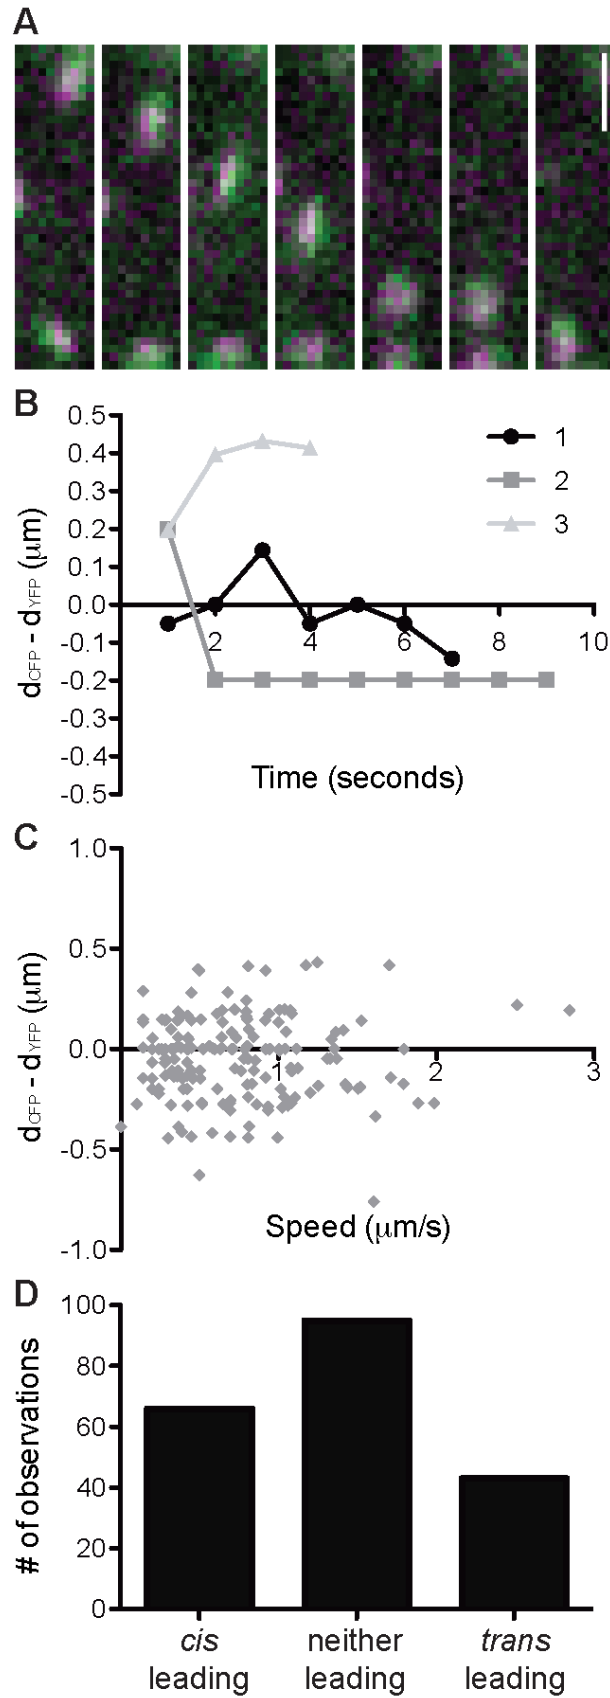 A
B
0.5
0.4
0.3
0.2
0.1
0.0
-0.1
-0.2
-0.3
-0.4
-0.5
dCFP - dYFP (μm)
1
2
3
2
4
6
8
10
Time (seconds)
C
1.0
0.5
0.0
-0.5
-1.0
dCFP - dYFP (μm)
1
2
3
Speed (μm/s)
D
100
80
60
40
20
0
# of observations
cis
leading
neither
leading
trans
leading